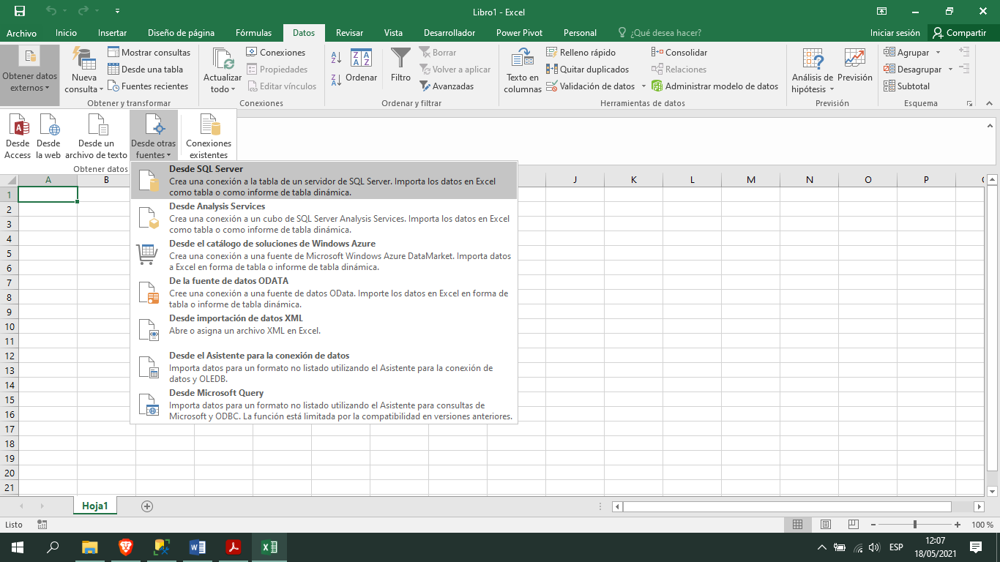 Libro1 - Excel
Archivo Inicio Insertar Diseño de página Fórmulas Datos Revisar Vista Desarrollador Power Pivot Personal ¿Qué desea hacer? Iniciar sesión Compartir
Obtener datos externos
Nueva consulta
Mostrar consultas
Desde una tabla
Fuentes recientes
Obtener y transformar
Actualizar todo
Conexiones
Propiedades
Editar vínculos
Conexiones
Ordenar
Filtro
Borrar
Volver a aplicar
Avanzadas
Ordenar y filtrar
Texto en columnas
Relleno rápido
Quitar duplicados
Validación de datos
Consolidar
Relaciones
Administrar modelo de datos
Herramientas de datos
Análisis de hipótesis
Previsión
Previsión
Agrupar
Desagrupar
Subtotal
Esquema
Desde Access
Desde la web
Desde un archivo de texto
Desde otras fuentes
Conexiones existentes
Obtener datos
Desde SQL Server
Crea una conexión a la tabla de un servidor de SQL Server. Importa los datos en Excel
como tabla o como informe de tabla dinámica.
Desde Analysis Services
Crea una conexión a un cubo de SQL Server Analysis Services. Importa los datos en Excel
como tabla o como informe de tabla dinámica.
Desde el catálogo de soluciones de Windows Azure
Crea una conexión a una fuente de Microsoft Windows Azure DataMarket. Importa datos
a Excel en forma de tabla o informe de tabla dinámica.
De la fuente de datos ODATA
Cree una conexión a una fuente de datos OData. Importe los datos en Excel en forma de
tabla o informe de tabla dinámica.
Desde importación de datos XML
Abre o asigna un archivo XML en Excel.
Desde el Asistente para la conexión de datos
Importa datos para un formato no listado utilizando el Asistente para la conexión de
datos y OLEDB.
Desde Microsoft Query
Importa datos para un formato no listado utilizando el Asistente para consultas de
Microsoft y ODBC. La función está limitada por la compatibilidad en versiones anteriores.
A B J K L M N O P
1
2
3
4
5
6
7
8
9
10
11
12
13
14
15
16
17
18
19
20
21
Hoja1
Listo
100 %
ESP
12:07
18/05/2021